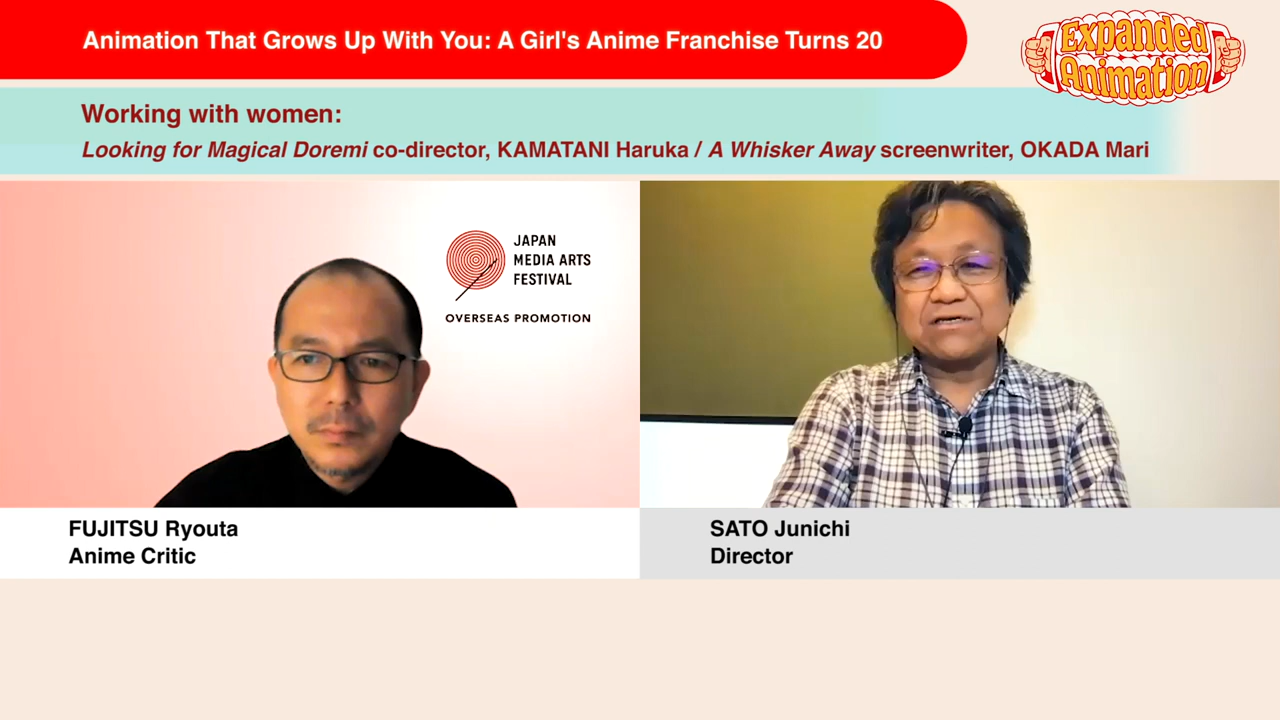 Animation That Grows Up With You: A Girl's Anime Franchise Turns 20
Expanded
Animation
Working with women:
Looking for Magical Doremi co-director, KAMATANI Haruka / A Whisker Away screenwriter, OKADA Mari
JAPAN
MEDIA ARTS
FESTIVAL
OVERSEAS PROMOTION
FUJITSU Ryouta
Anime Critic
SATO Junichi
Director